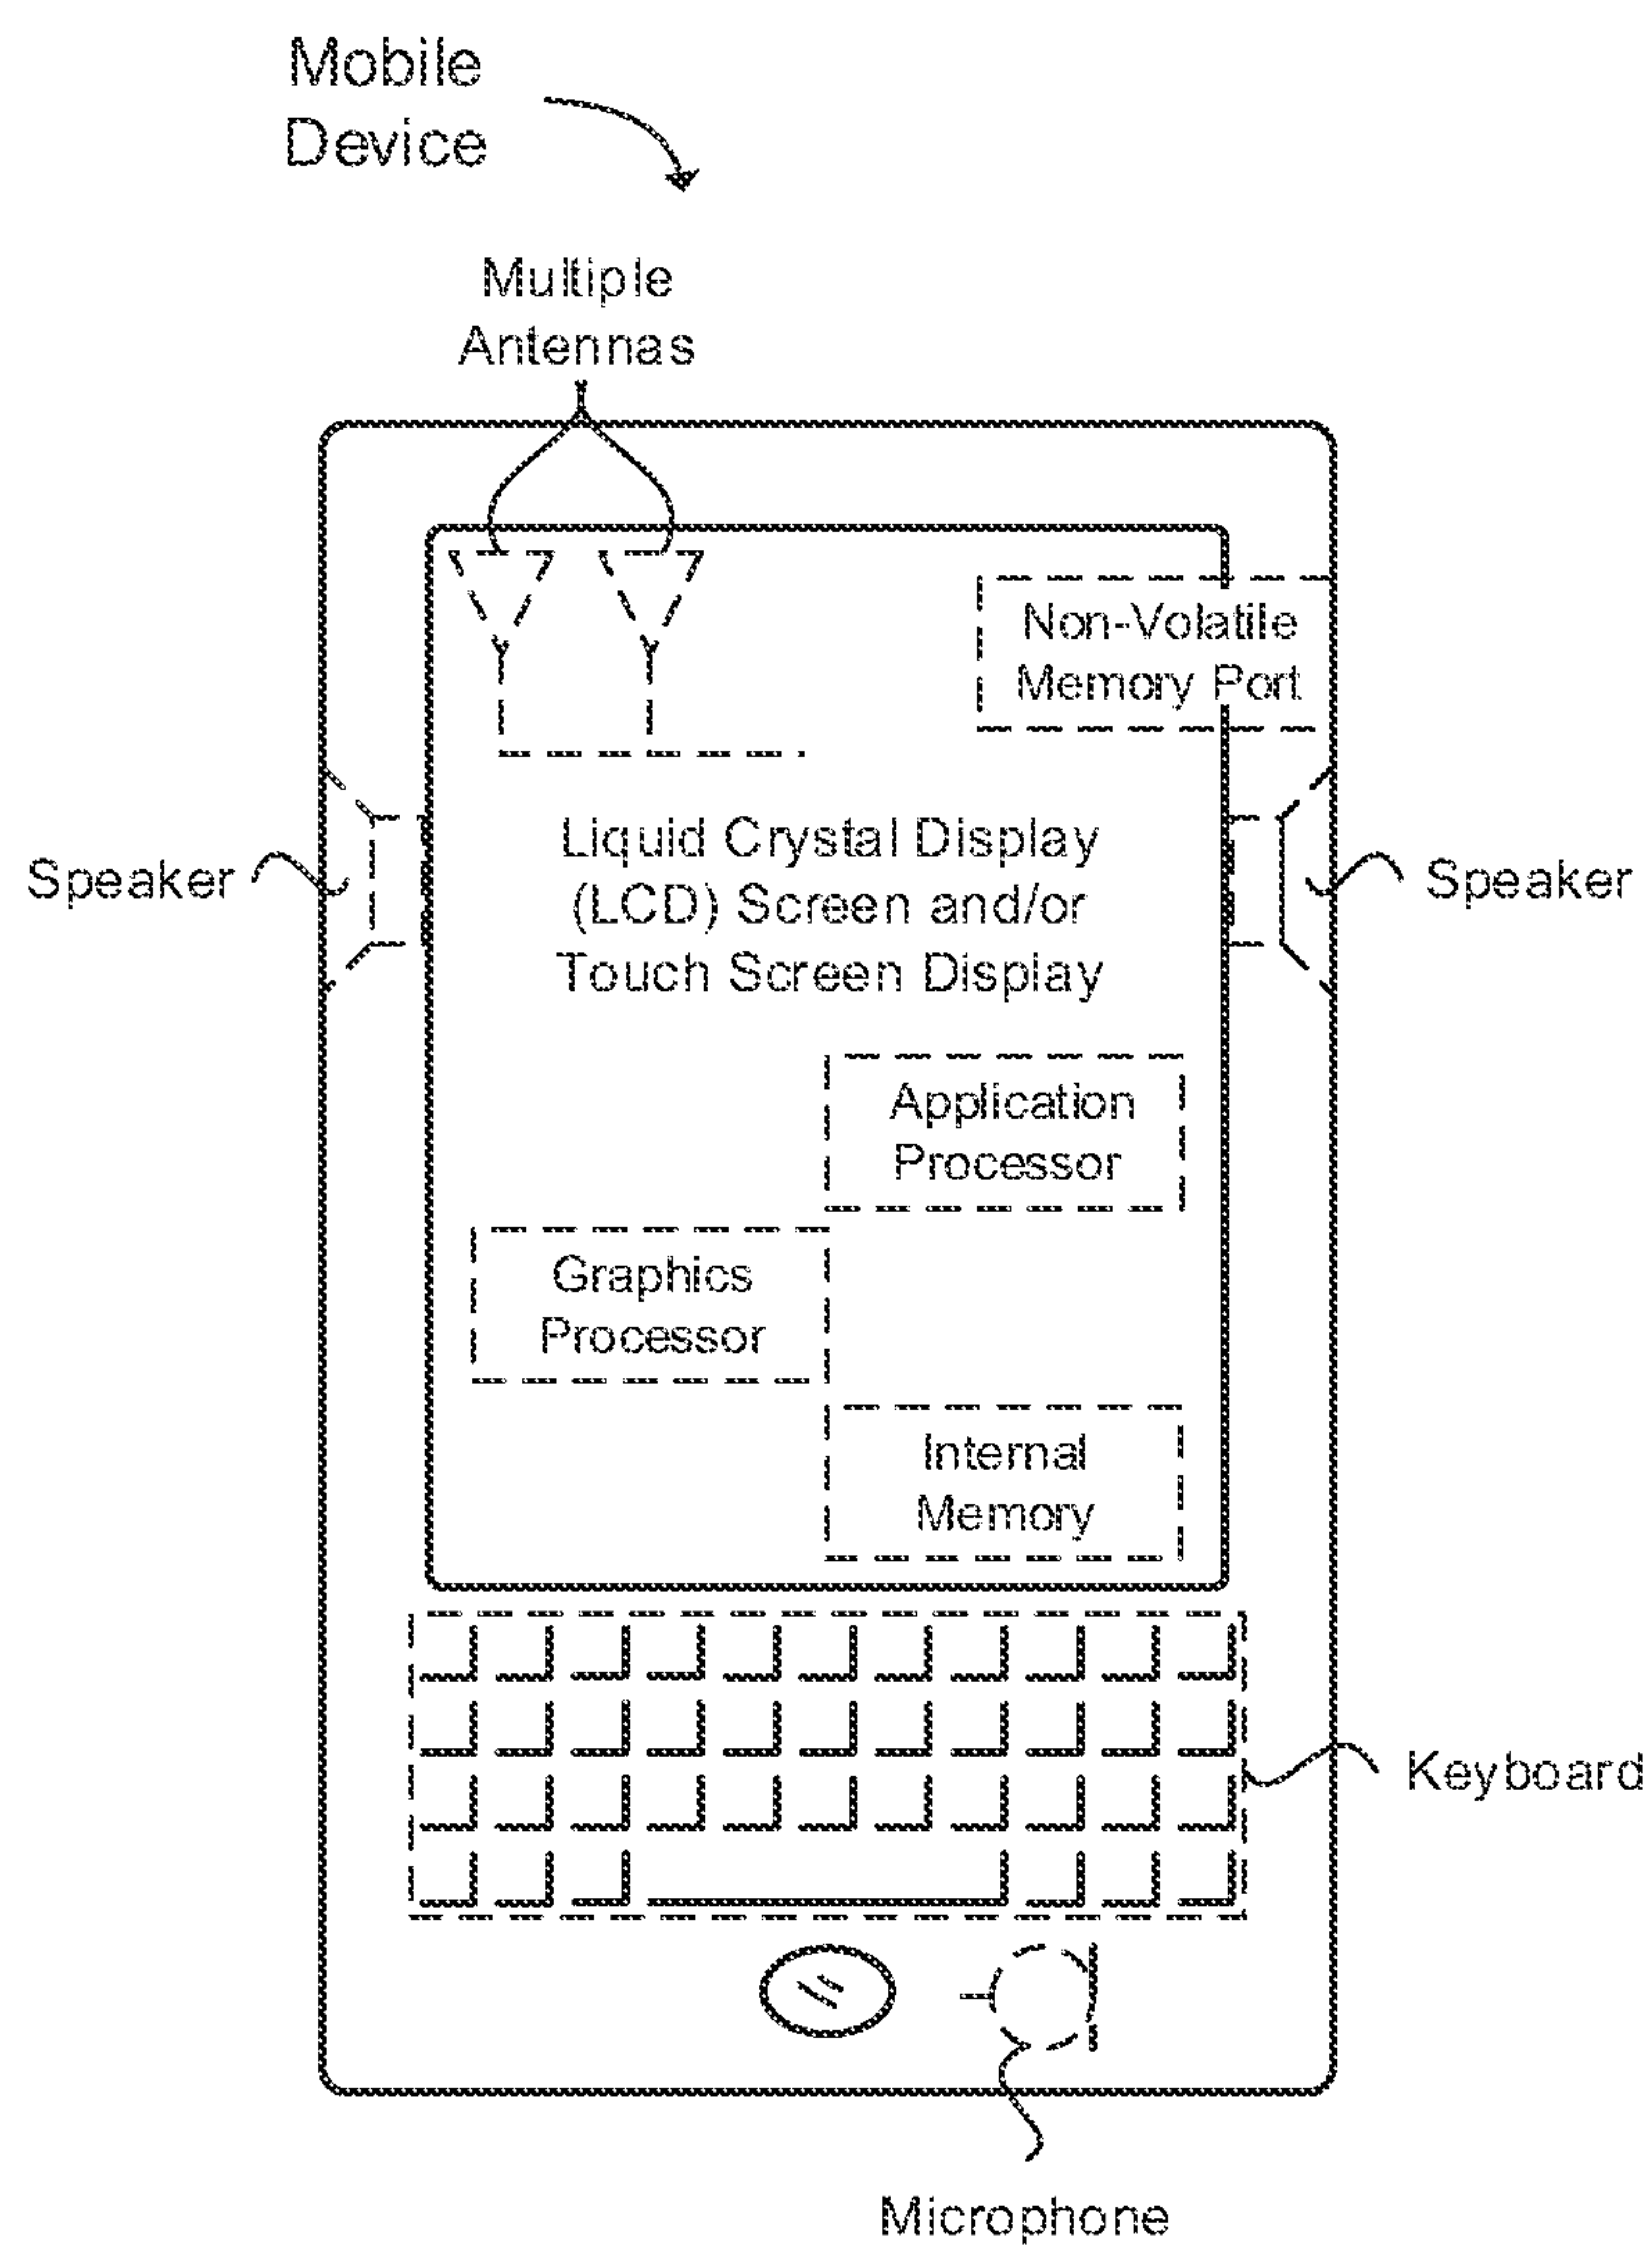 Mobile
Device
Multiple
Antennas
Non-Volatile
Memory Port
Speaker
Liquid Crystal Display
(LCD) Screen and/or
Touch Screen Display
Speaker
Application
Processor
Graphics
Processor
Internal
Memory
Keyboard
Microphone